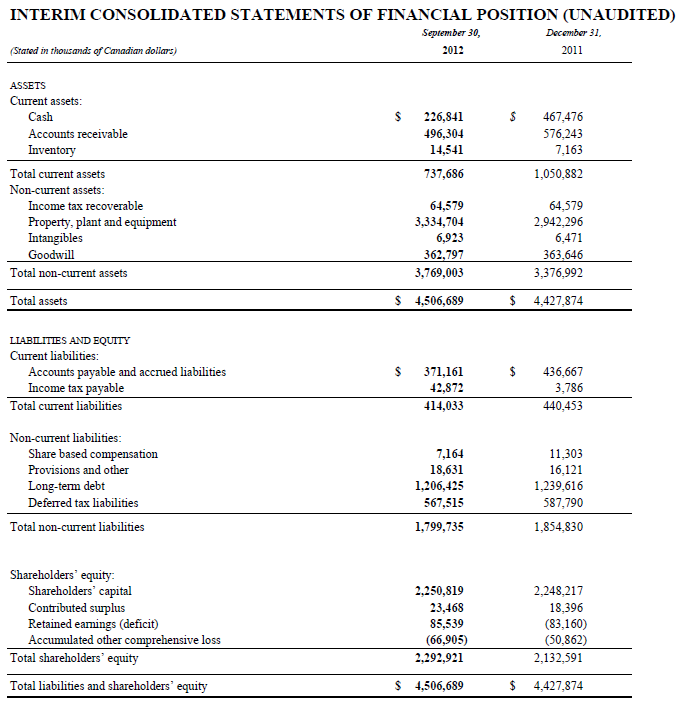 INTERIM CONSOLIDATED STATEMENTS OF FINANCIAL POSITION (UNAUDITED)
September 30, December 31,
(Stated in thousands of Canadian dollars) 2012 2011
ASSETS
Current assets:
Cash $ 226,841 $ 467,476
Accounts receivable 496,304 576,243
Inventory 14,541 7,163
Total current assets 737,686 1,050,882
Non-current assets:
Income tax recoverable 64,579 64,579
Property, plant and equipment 3,334,704 2,942,296
Intangibles 6,923 6,471
Goodwill 362,797 363,646
Total non-current assets 3,769,003 3,376,992
Total assets $ 4,506,689 $ 4,427,874
LIABILITIES AND EQUITY
Current liabilities:
Accounts payable and accrued liabilities $ 371,161 $ 436,667
Income tax payable 42,872 3,786
Total current liabilities 414,033 440,453
Non-current liabilities:
Share based compensation 7,164 11,303
Provisions and other 18,631 16,121
Long-term debt 1,206,425 1,239,616
Deferred tax liabilities 567,515 587,790
Total non-current liabilities 1,799,735 1,854,830
Shareholders' equity:
Shareholders' capital 2,250,819 2,248,217
Contributed surplus 23,468 18,396
Retained earnings (deficit) 85,539 (83,160)
Accumulated other comprehensive loss (66,905) (50,862)
Total shareholders' equity 2,292,921 2,132,591
Total liabilities and shareholders' equity $ 4,506,689 $ 4,427,874